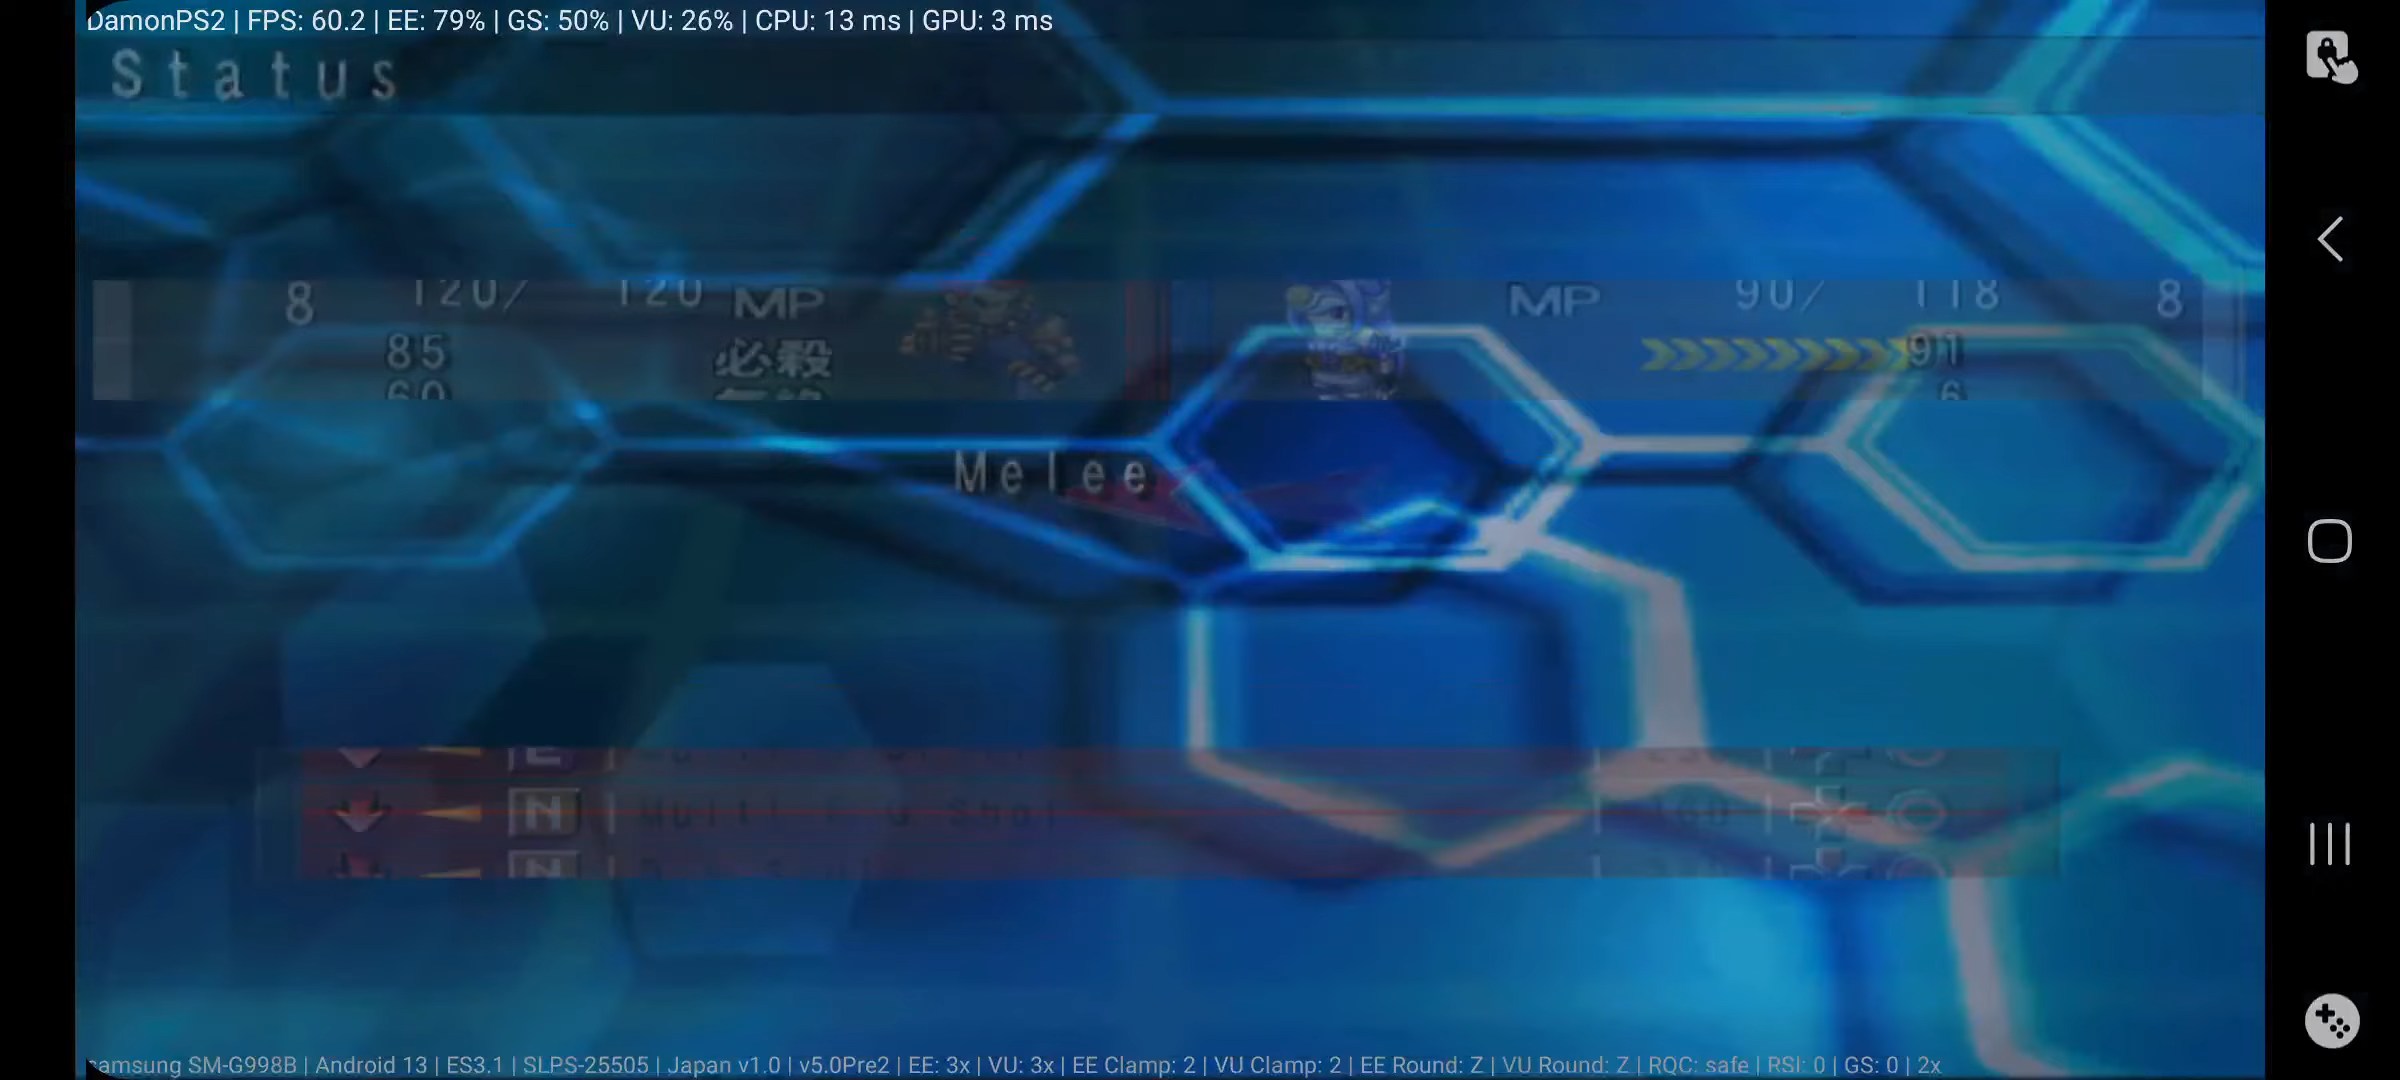 DamonPS2 | FPS: 60.2 | EE: 79% | GS: 50% | VU: 26% | CPU: 13 ms | GPU: 3 ms
Status
8 120/ 120 MP MP 90/ 118 8
85 必殺 91
60 6
Melee
N
N
samsung SM-G998B | Android 13 | ES3.1 | SLPS-25505 | Japan v1.0 | v5.0Pre2 | EE: 3x | VU: 3x | EE Clamp: 2 | VU Clamp: 2 | EE Round: Z | VU Round: Z | RQC: safe | RSI: 0 | GS: 0 | 2x